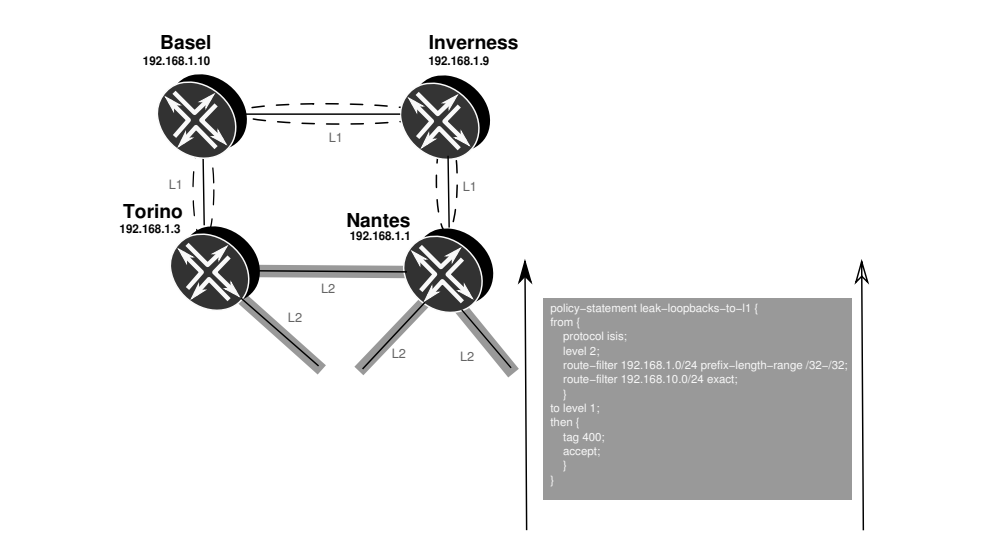 Basel
192.168.1.10
Inverness
192.168.1.9
L1
L1
L1
Torino
192.168.1.3
Nantes
192.168.1.1
L2
L2
L2
L2
policy−statement leak−loopbacks−to−l1 {
from {
protocol isis;
level 2;
route−filter 192.168.1.0/24 prefix−length−range /32−/32;
route−filter 192.168.10.0/24 exact;
}
to level 1;
then {
tag 400;
accept;
}
}